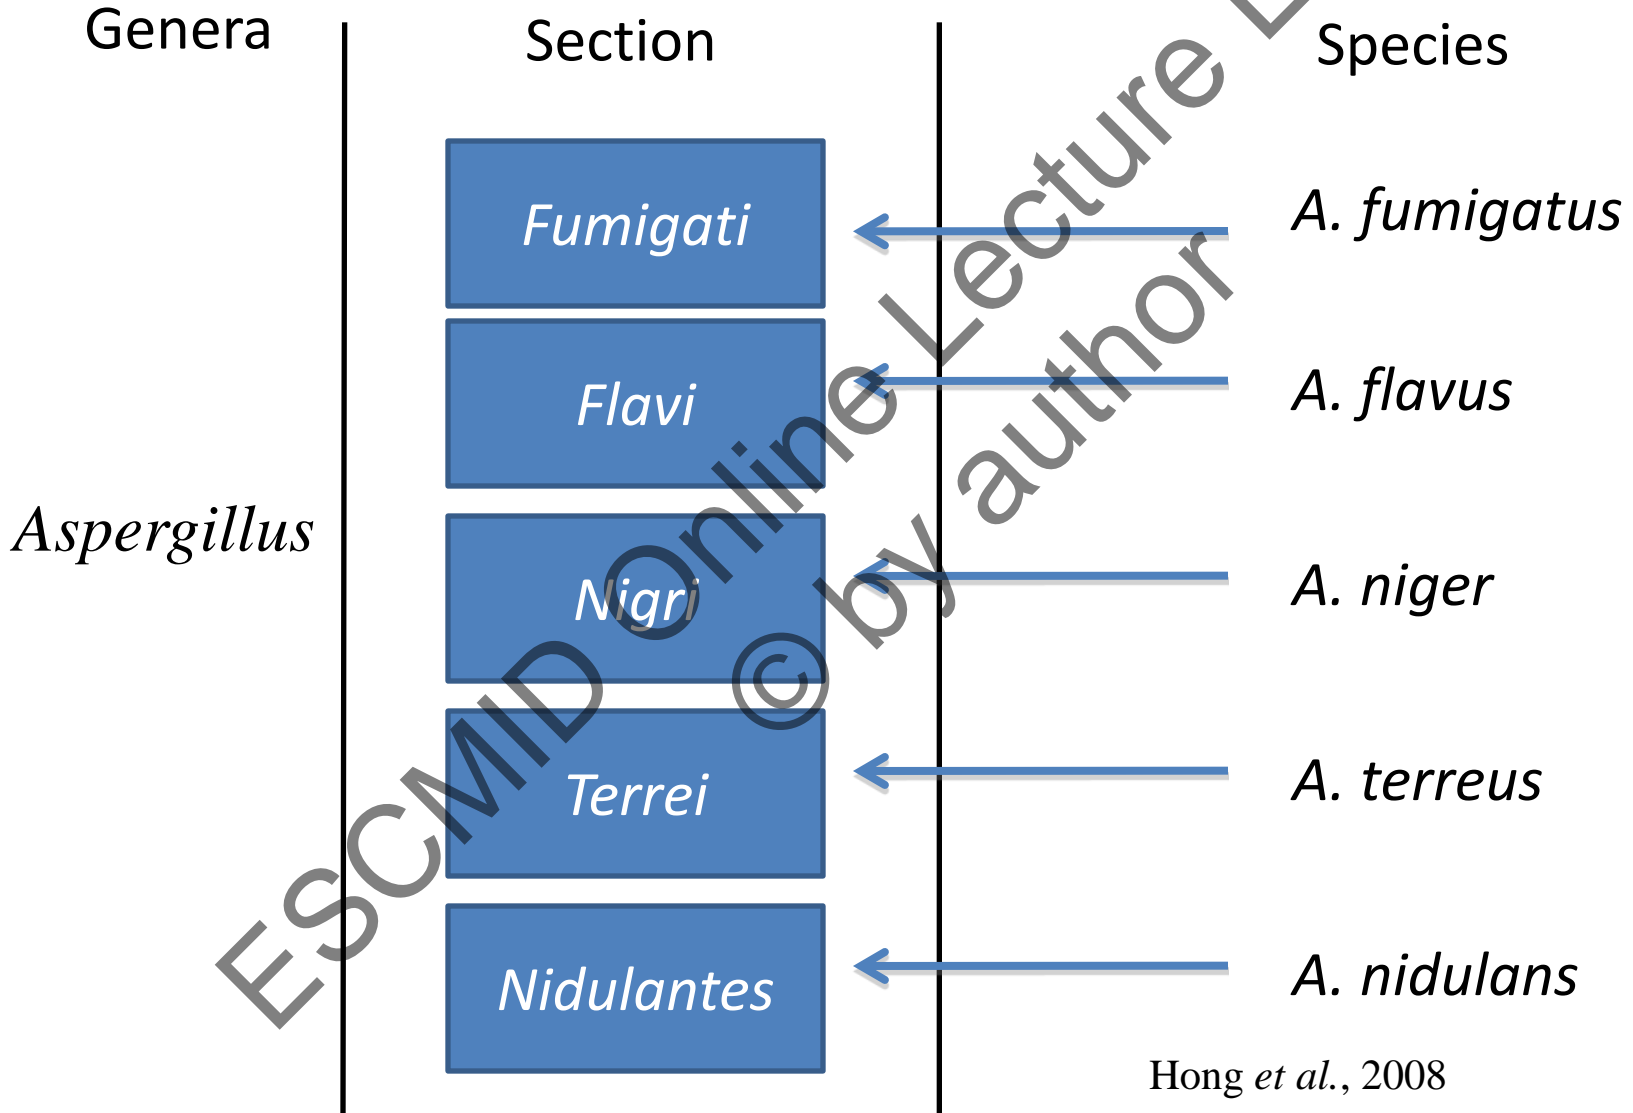 Genera
Section
Species
Fumigati
A. fumigatus
Flavi
A. flavus
Aspergillus
Nigri
A. niger
Terrei
A. terreus
Nidulantes
A. nidulans
Hong et al., 2008
ESCMID Online Lecture
© by author